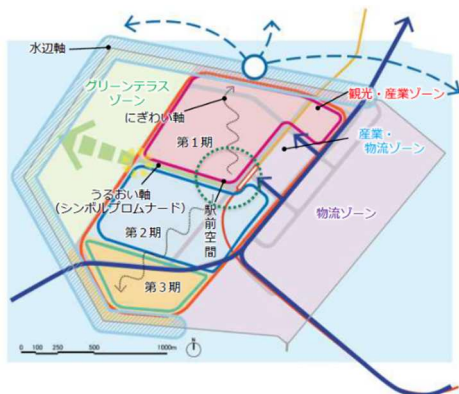 水辺軸
グリーンテラス
ゾーン
にぎわい軸
観光・産業ゾーン
第1期
産業・
物流ゾーン
うるおい軸
(シンボルプロムナード)
駅前空間
物流ゾーン
第2期
第3期
0 100 250 500 1000m
N